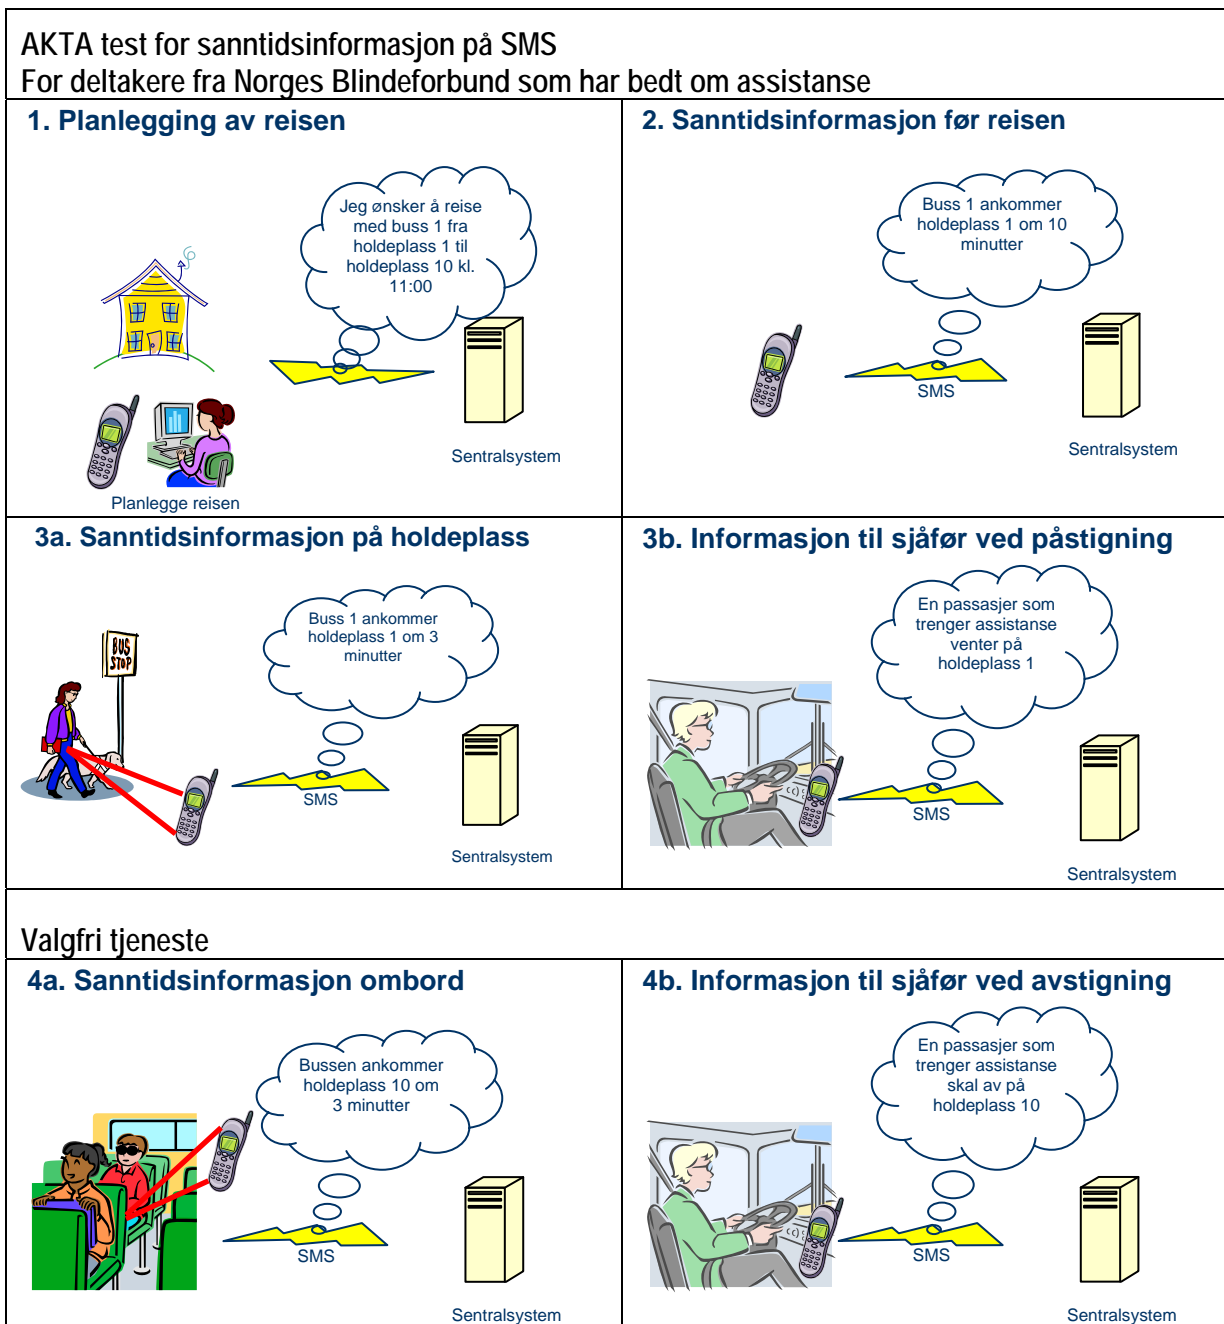 AKTA test for sanntidsinformasjon på SMS
For deltakere fra Norges Blindeforbund som har bedt om assistanse
1. Planlegging av reisen
Jeg ønsker å reise
med buss 1 fra
holdeplass 1 til
holdeplass 10 kl.
11:00
Sentralsystem
Planlegge reisen
2. Sanntidsinformasjon før reisen
Buss 1 ankommer
holdeplass 1 om 10
minutter
SMS
Sentralsystem
3a. Sanntidsinformasjon på holdeplass
Buss 1 ankommer
holdeplass 1 om 3
minutter
BUS
STOP
SMS
Sentralsystem
3b. Informasjon til sjåfør ved påstigning
En passasjer som
trenger assistanse
venter på
holdeplass 1
SMS
Sentralsystem
Valgfri tjeneste
4a. Sanntidsinformasjon ombord
Bussen ankommer
holdeplass 10 om
3 minutter
SMS
Sentralsystem
4b. Informasjon til sjåfør ved avstigning
En passasjer som
trenger assistanse
skal av på
holdeplass 10
SMS
Sentralsystem